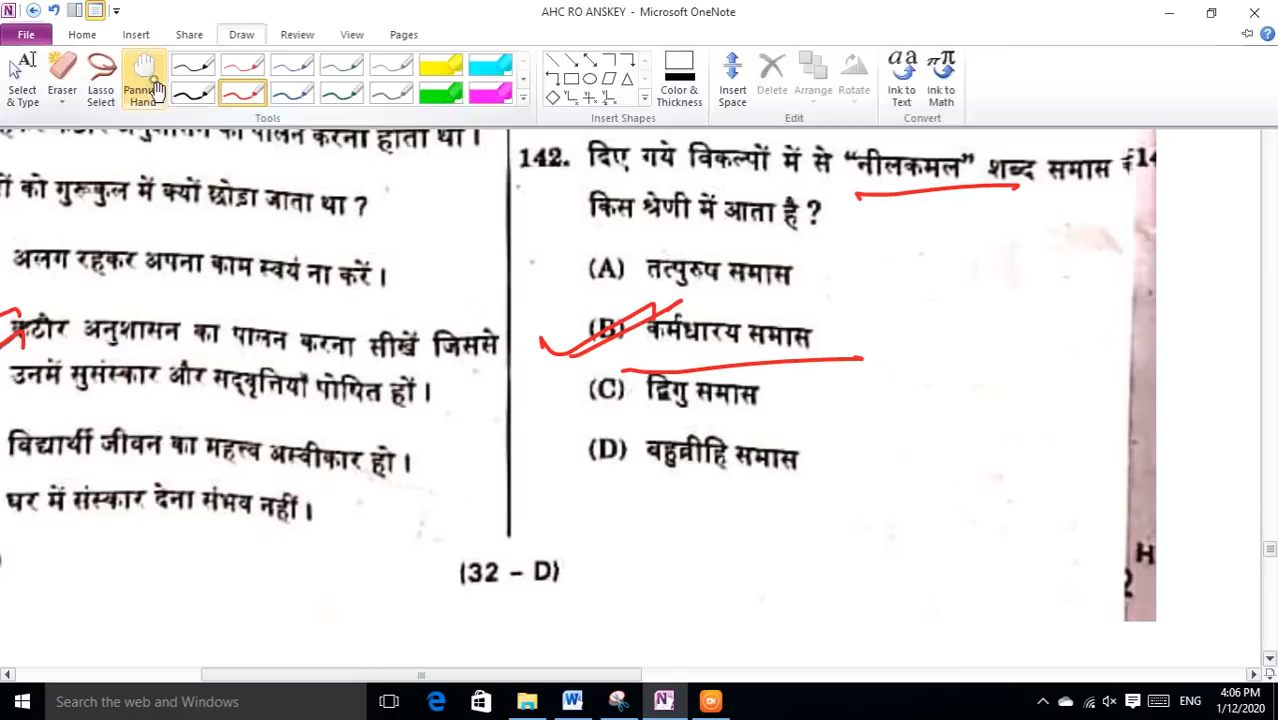 AHC RO ANSKEY - Microsoft OneNote
File Home Insert Share Draw Review View Pages
Select & Type
Eraser
Lasso Select
Panning Hand
Color & Thickness
Insert Space
Delete
Arrange
Rotate
Ink to Text
Ink to Math
Tools
Insert Shapes
Edit
Convert
अनुशासन का पालन करना होता था।
को गुरूकुल में क्यों छोड़ा जाता था ?
अलग रहकर अपना काम स्वयं ना करें।
कठोर अनुशासन का पालन करना सीखें जिससे
उनमें सुसंस्कार और सद्वृत्तियाँ पोषित हों।
विद्यार्थी जीवन का महत्त्व अस्वीकार हो।
घर में संस्कार देना संभव नहीं।
142. दिए गये विकल्पों में से "नीलकमल" शब्द समास
किस श्रेणी में आता है ?
(A) तत्पुरुष समास
(B) कर्मधारय समास
(C) द्विगु समास
(D) बहुव्रीहि समास
(32 – D)
H
Search the web and Windows
ENG
4:06 PM
1/12/2020